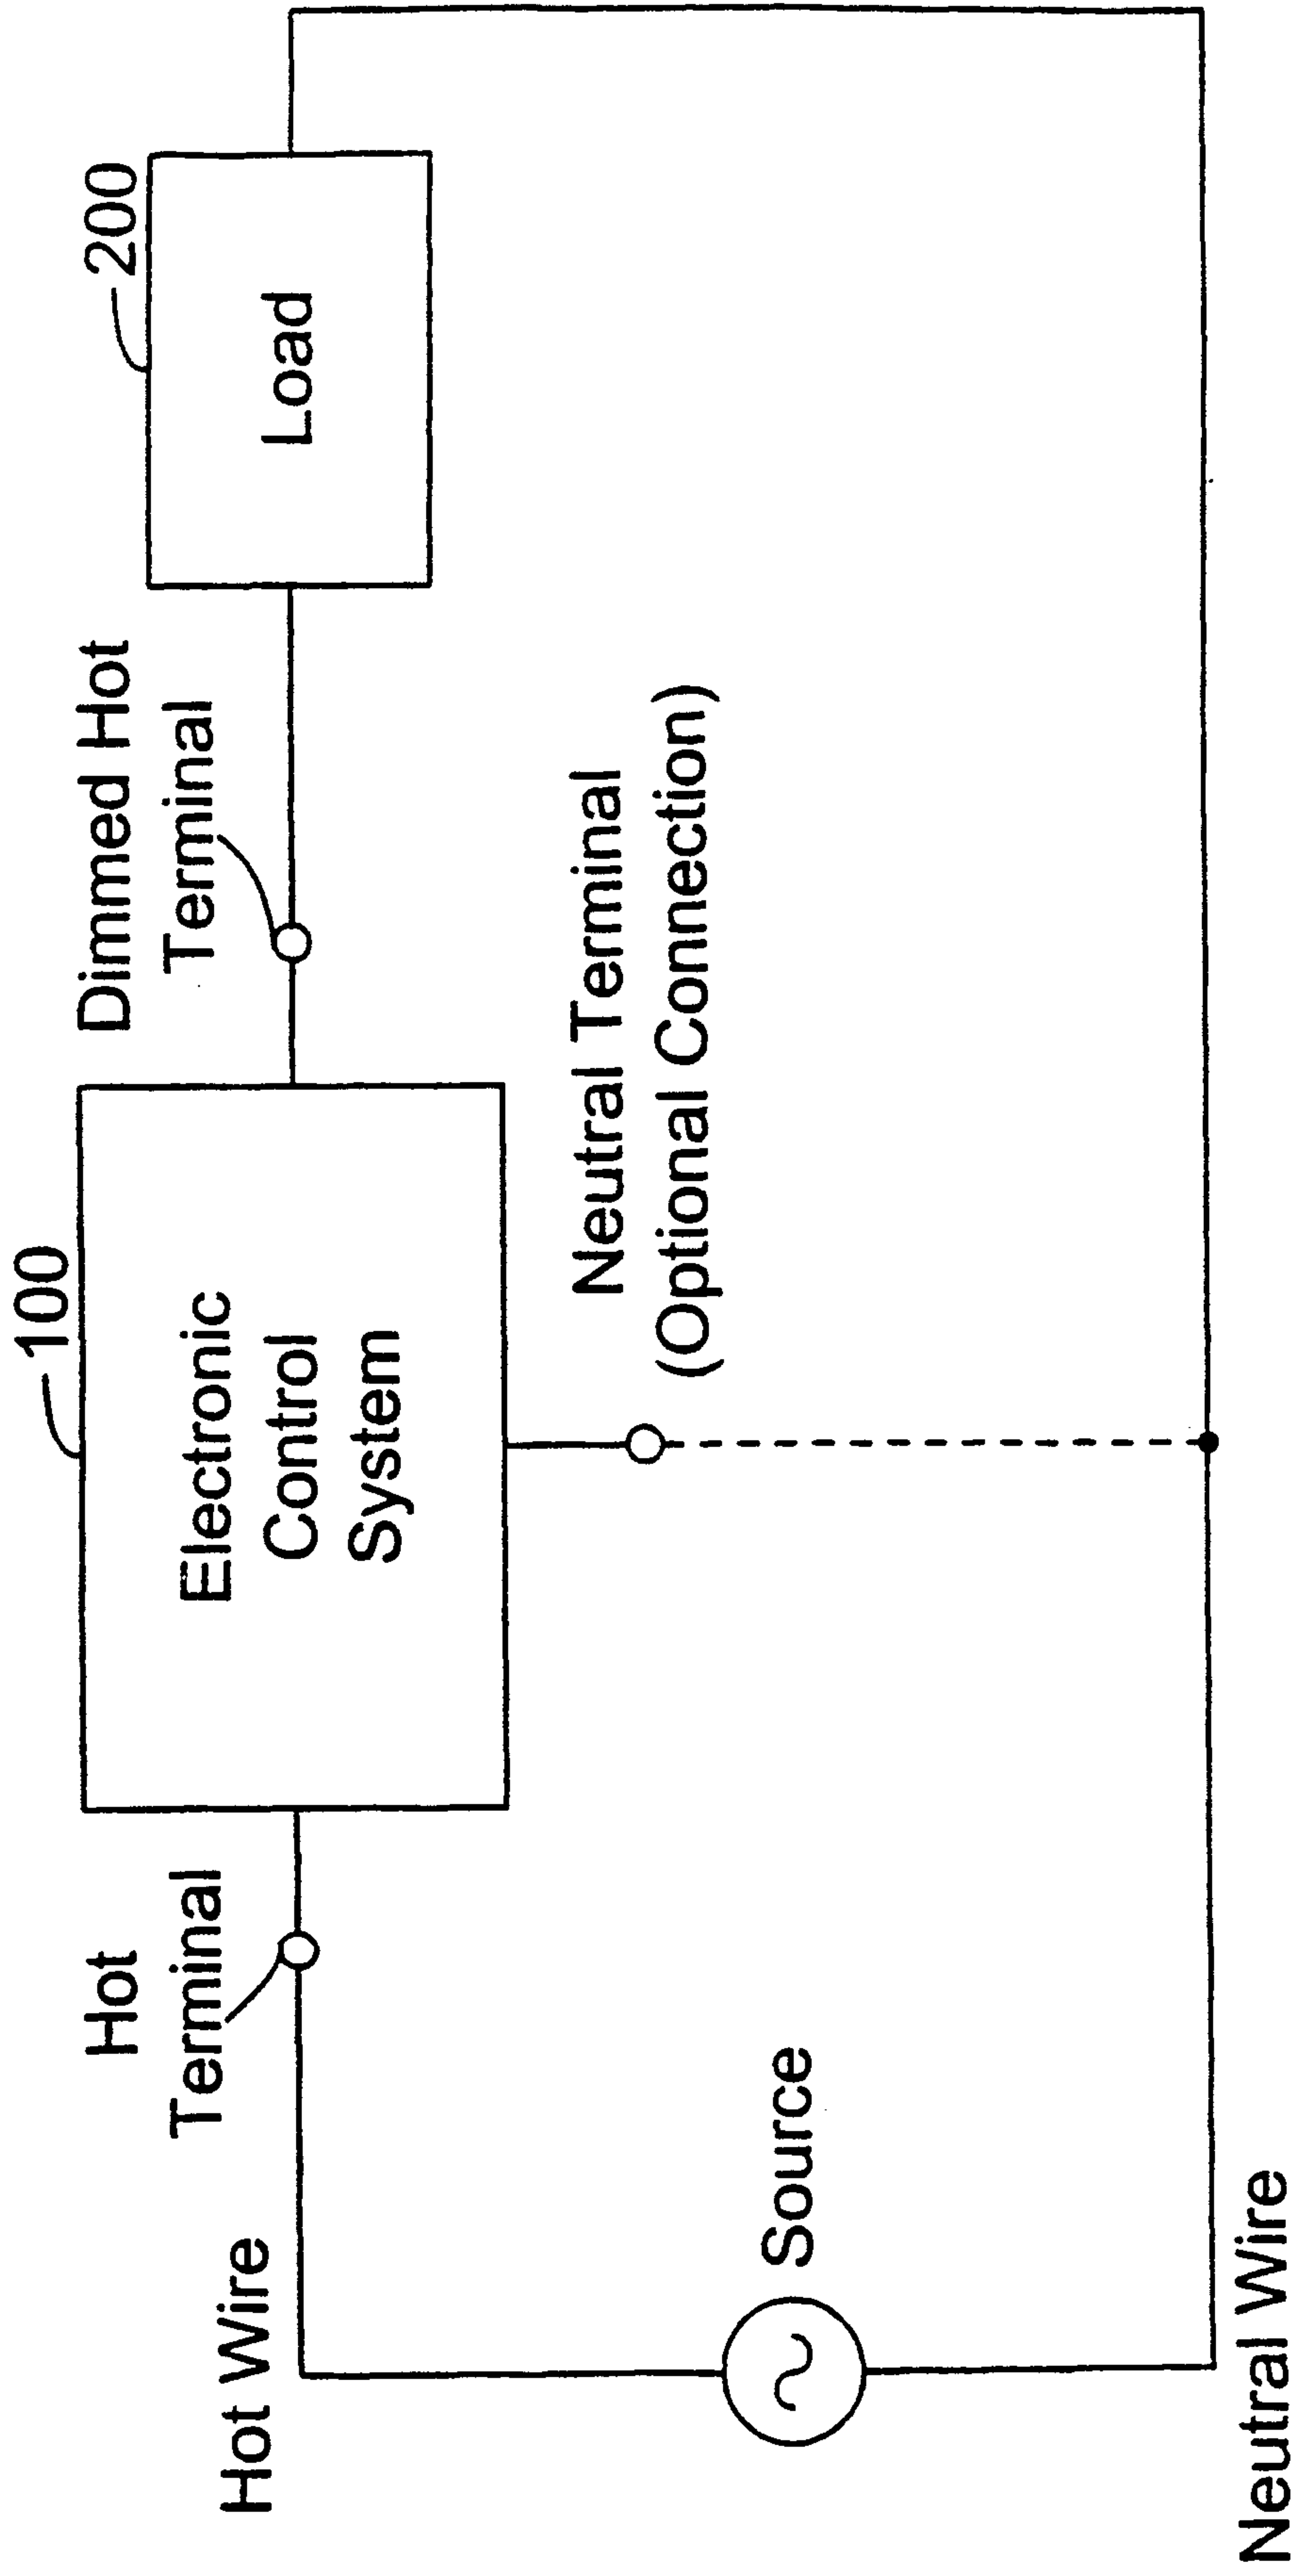 100
Electronic
Control
System
200
Load
Hot
Terminal
Dimmed Hot
Terminal
Hot Wire
Neutral Terminal
(Optional Connection)
Source
Neutral Wire